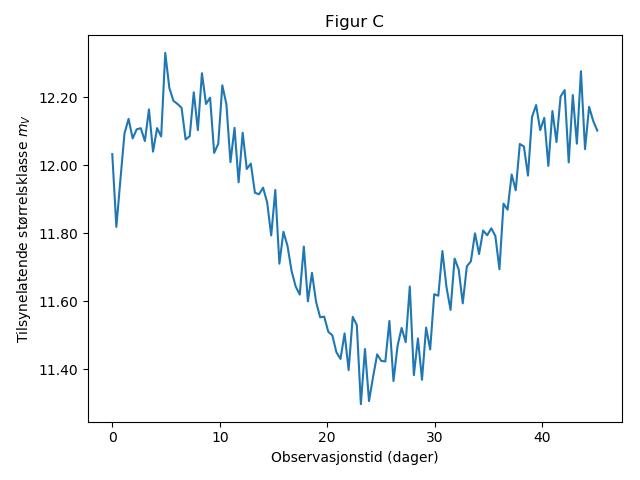 Figur C
Tilsynelatende størrelsklasse $m_V$
12.20
12.00
11.80
11.60
11.40
0 10 20 30 40
Observasjonstid (dager)